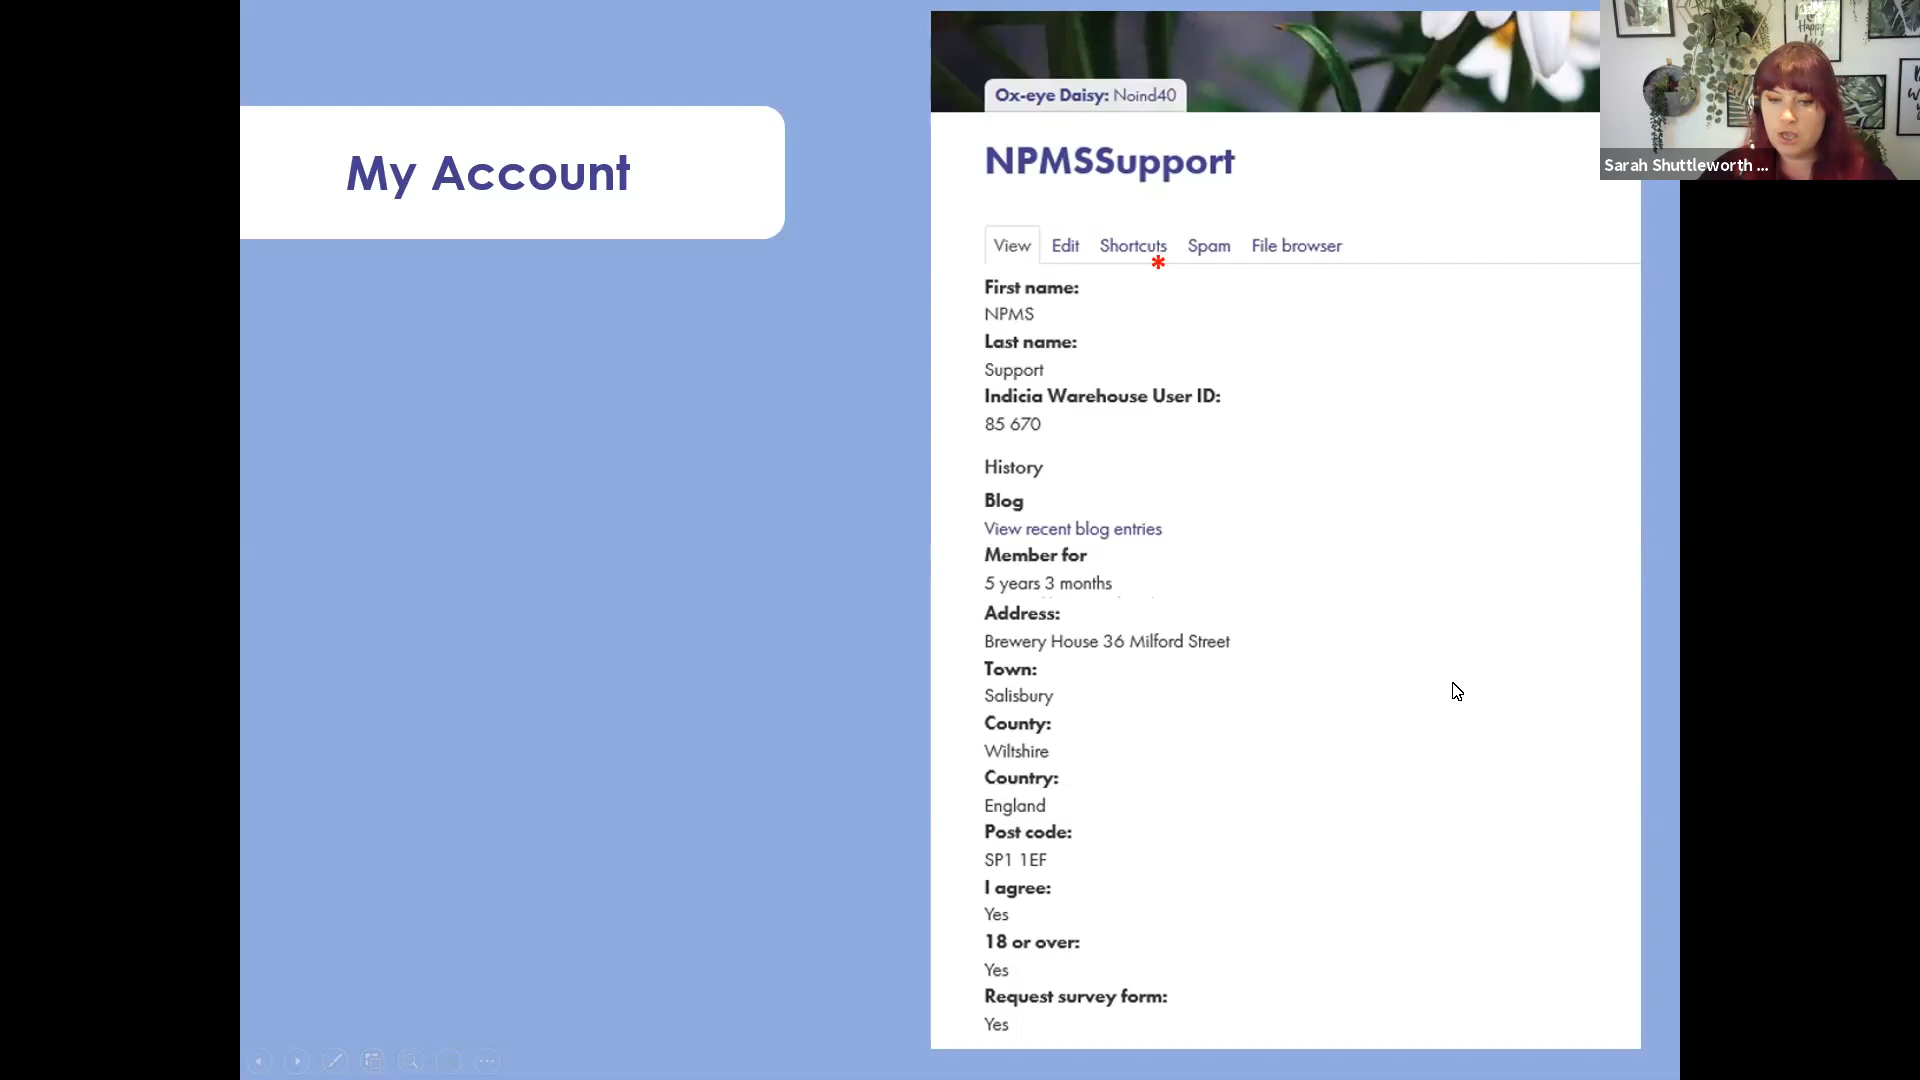 My Account
Ox-eye Daisy: Noind40
NPMSSupport
View Edit Shortcuts Spam File browser
*
First name:
NPMS
Last name:
Support
Indicia Warehouse User ID:
85 670
History
Blog
View recent blog entries
Member for
5 years 3 months
Address:
Brewery House 36 Milford Street
Town:
Salisbury
County:
Wiltshire
Country:
England
Post code:
SP1 1EF
I agree:
Yes
18 or over:
Yes
Request survey form:
Yes
Sarah Shuttleworth ...